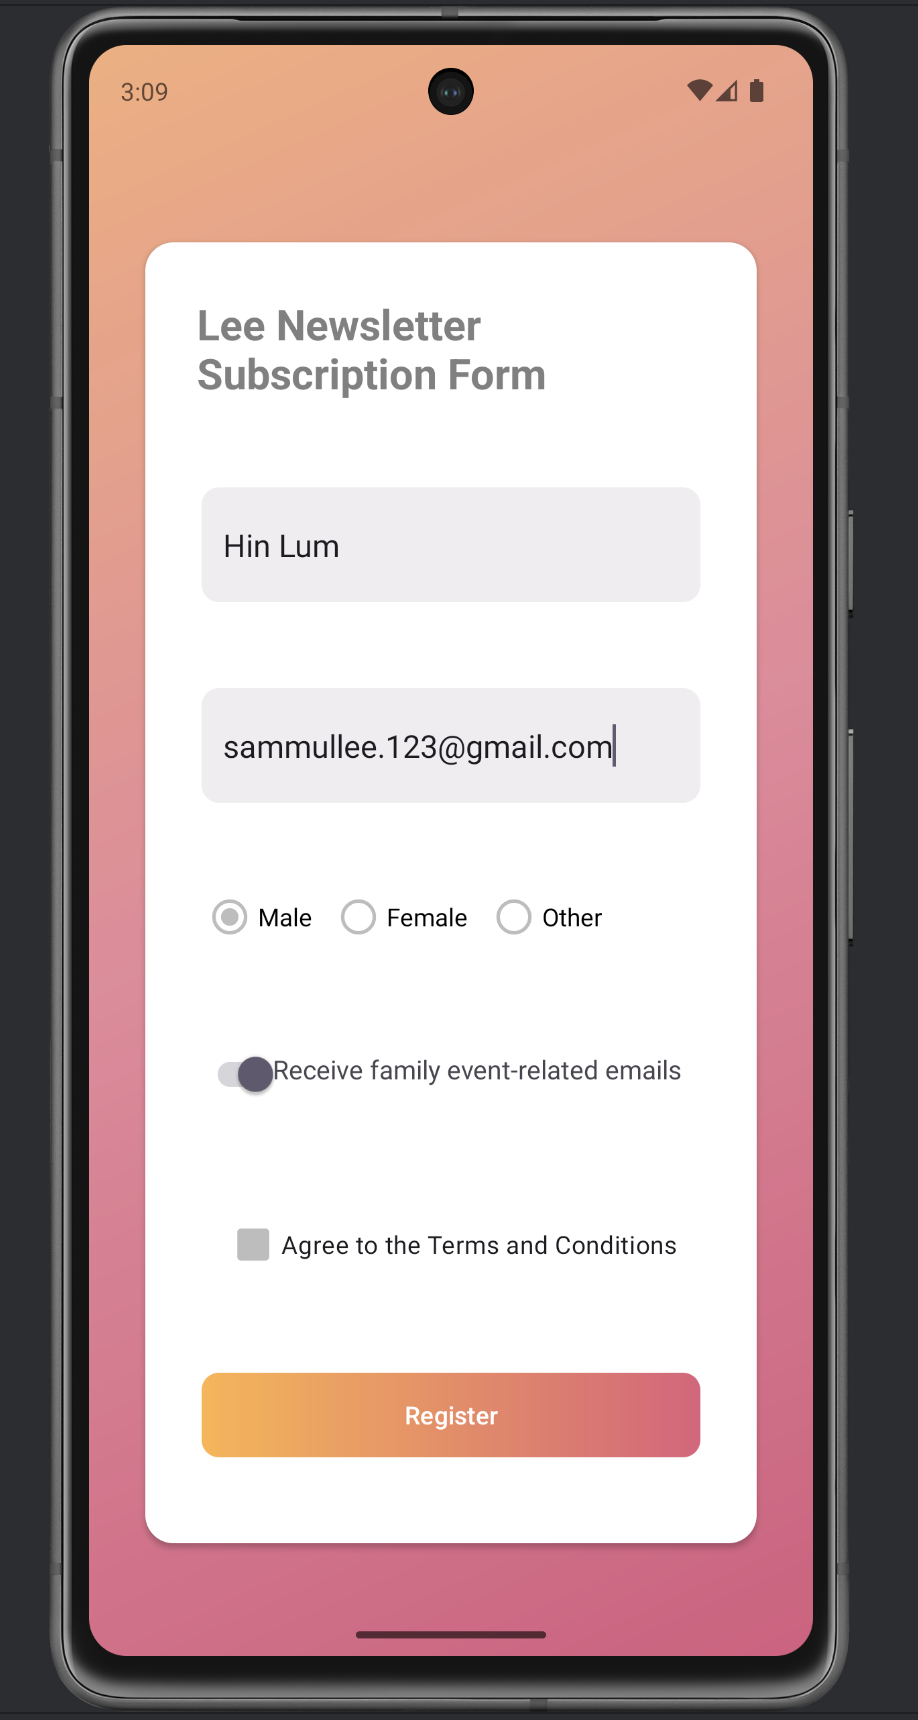 3:09
Lee Newsletter
Subscription Form
Hin Lum
sammullee.123@gmail.com
Male Female Other
Receive family event-related emails
Agree to the Terms and Conditions
Register